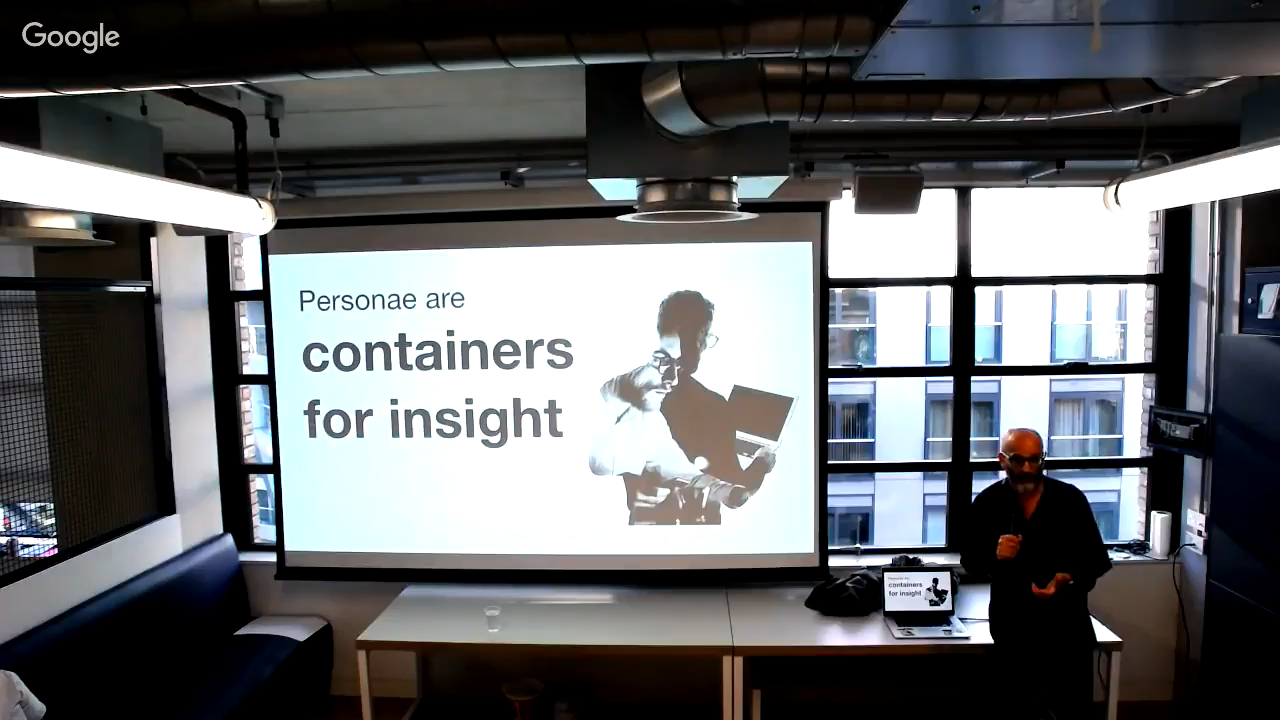 Google
Personae are
containers
for insight
Personae are
containers
for insight